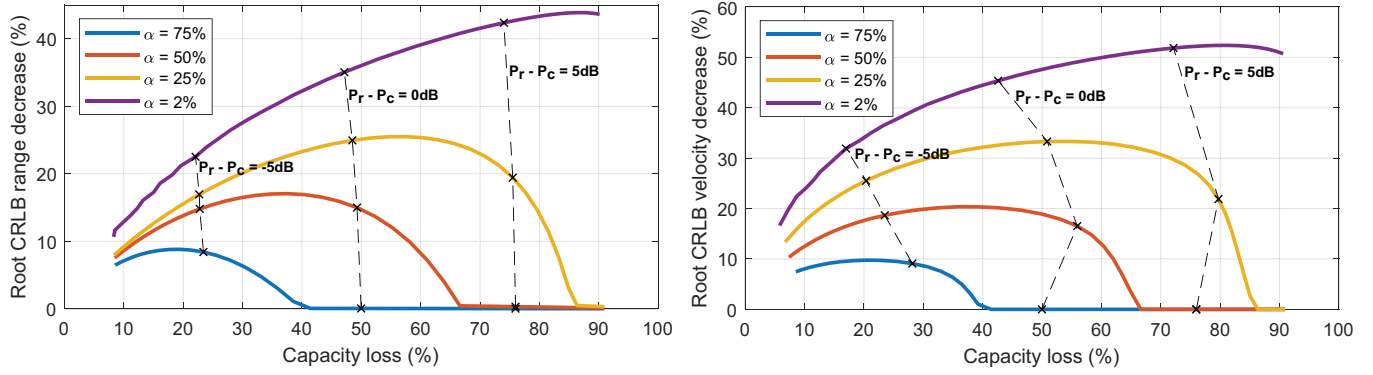 Root CRLB range decrease (%)
40
30
20
10
0
α = 75%
α = 50%
α = 25%
α = 2%
Pr - Pc = 5dB
Pr - Pc = 0dB
Pr - Pc = -5dB
0 10 20 30 40 50 60 70 80 90 100
Capacity loss (%)
Root CRLB velocity decrease (%)
60
50
40
30
20
10
0
α = 75%
α = 50%
α = 25%
α = 2%
Pr - Pc = 5dB
Pr - Pc = 0dB
Pr - Pc = -5dB
0 10 20 30 40 50 60 70 80 90 100
Capacity loss (%)